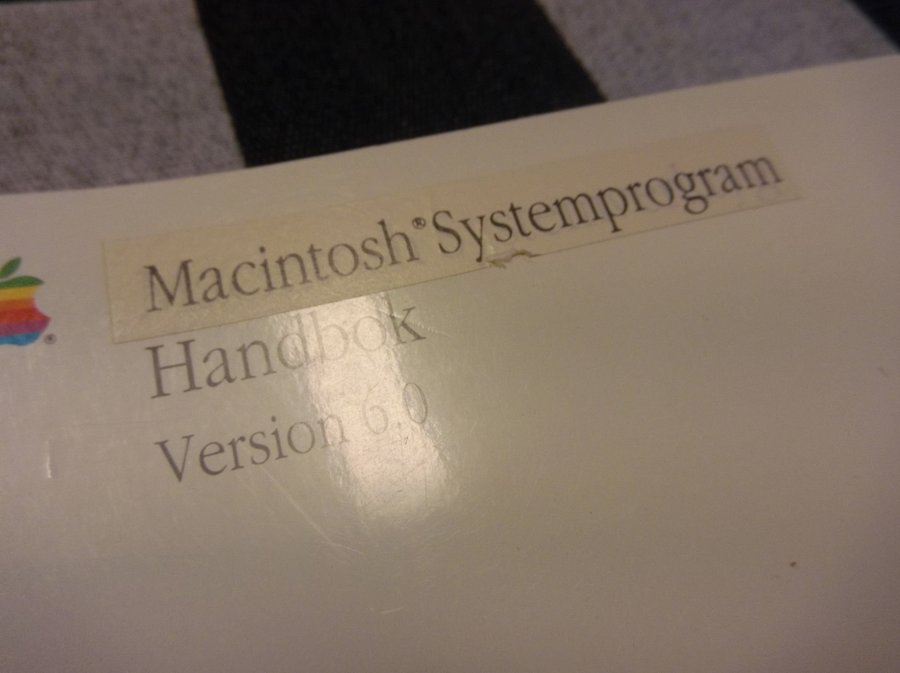 Macintosh® Systemprogram
Handbok
Version 6.0